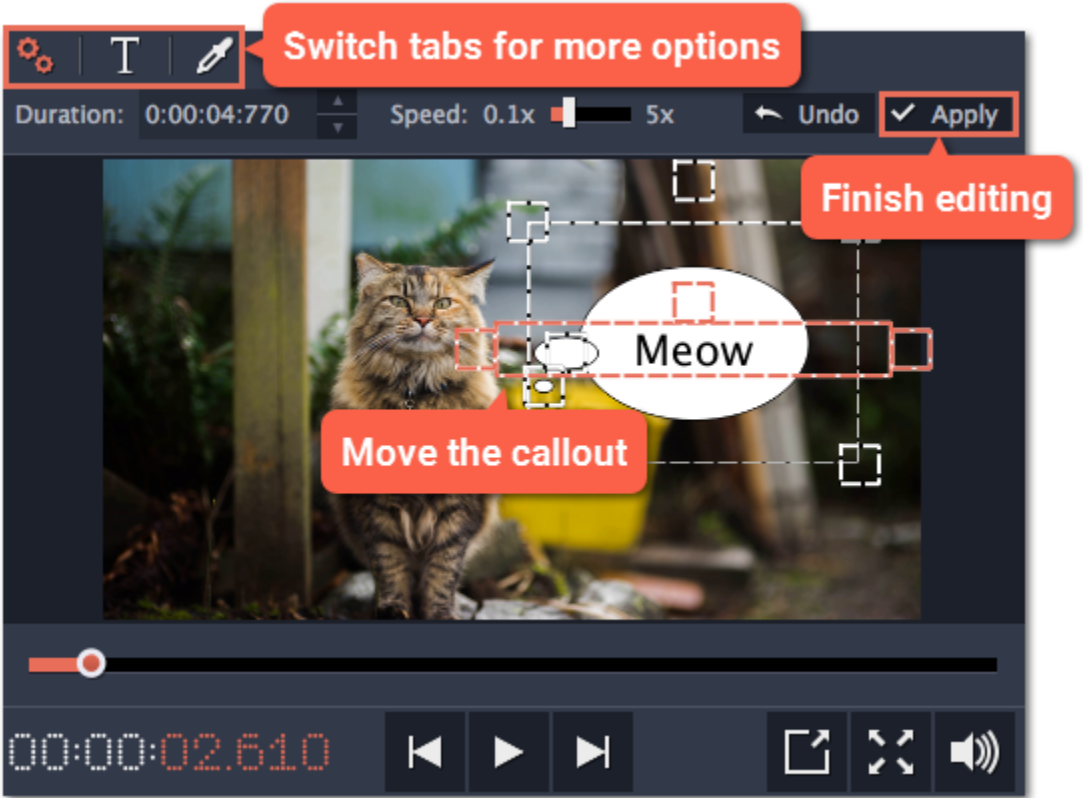 Switch tabs for more options
T
Duration: 0:00:04:770 Speed: 0.1x 5x Undo Apply
Finish editing
Meow
Move the callout
00:00:02.610